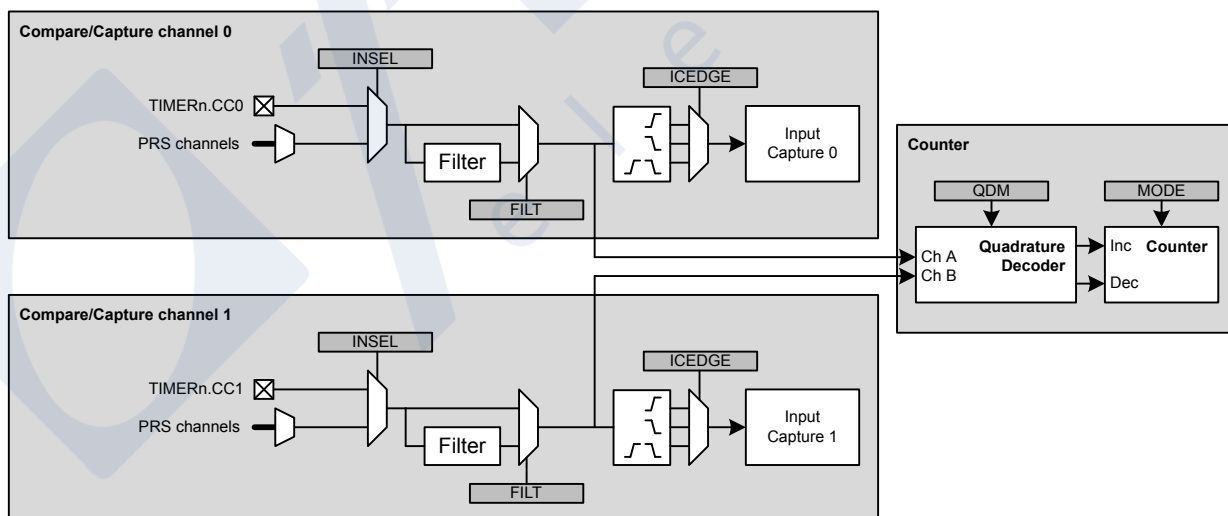 Compare/Capture channel 0
INSEL
TIMERn.CC0
PRS channels
Filter
FILT
ICEDGE
Input
Capture 0
Counter
QDM
MODE
Ch A
Ch B
Quadrature
Decoder
Inc
Counter
Dec
Compare/Capture channel 1
INSEL
TIMERn.CC1
PRS channels
Filter
FILT
ICEDGE
Input
Capture 1